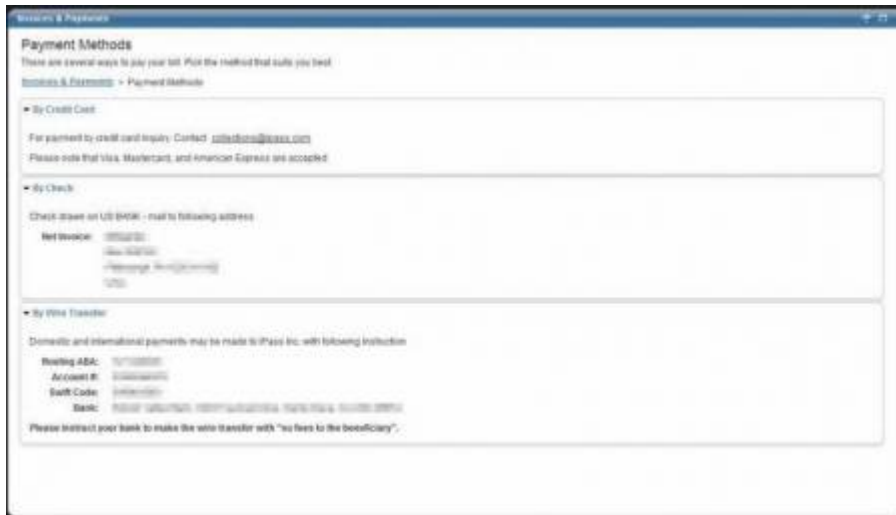 Invoices & Payments
Payment Methods
There are several ways to pay your bill. Pick the method that suits you best.
Invoices & Payments > Payment Methods
By Credit Card
For payment by credit card inquiry, Contact: collections@ipass.com
Please note that Visa, Mastercard, and American Express are accepted
By Check
Check drawn on US BANK - mail to following address
Net Invoice:
By Wire Transfer
Domestic and international payments may be made to iPass Inc. with following instruction
Routing ABA:
Account #:
Swift Code:
Bank:
Please instruct your bank to make the wire transfer with "no fees to the beneficiary".